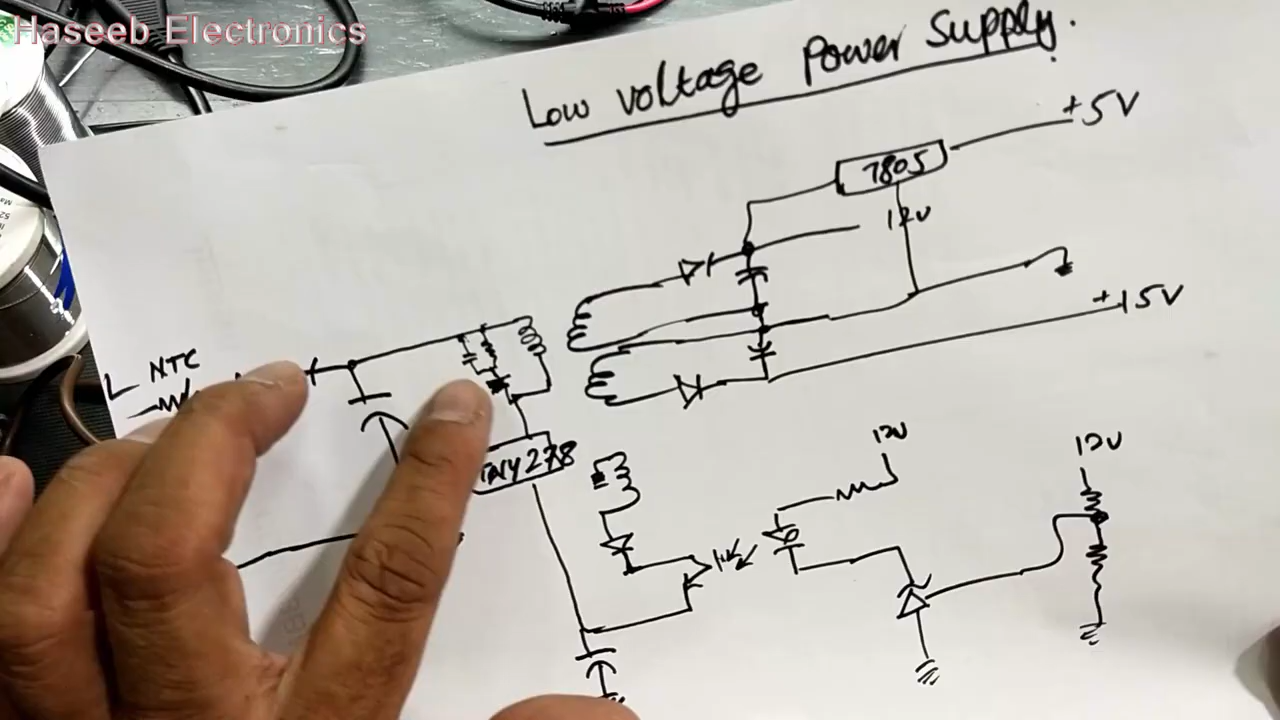 Haseeb Electronics
Low voltage Power Supply.
+5V
7805
12V
+15V
L NTC
TNY278
12V
12V